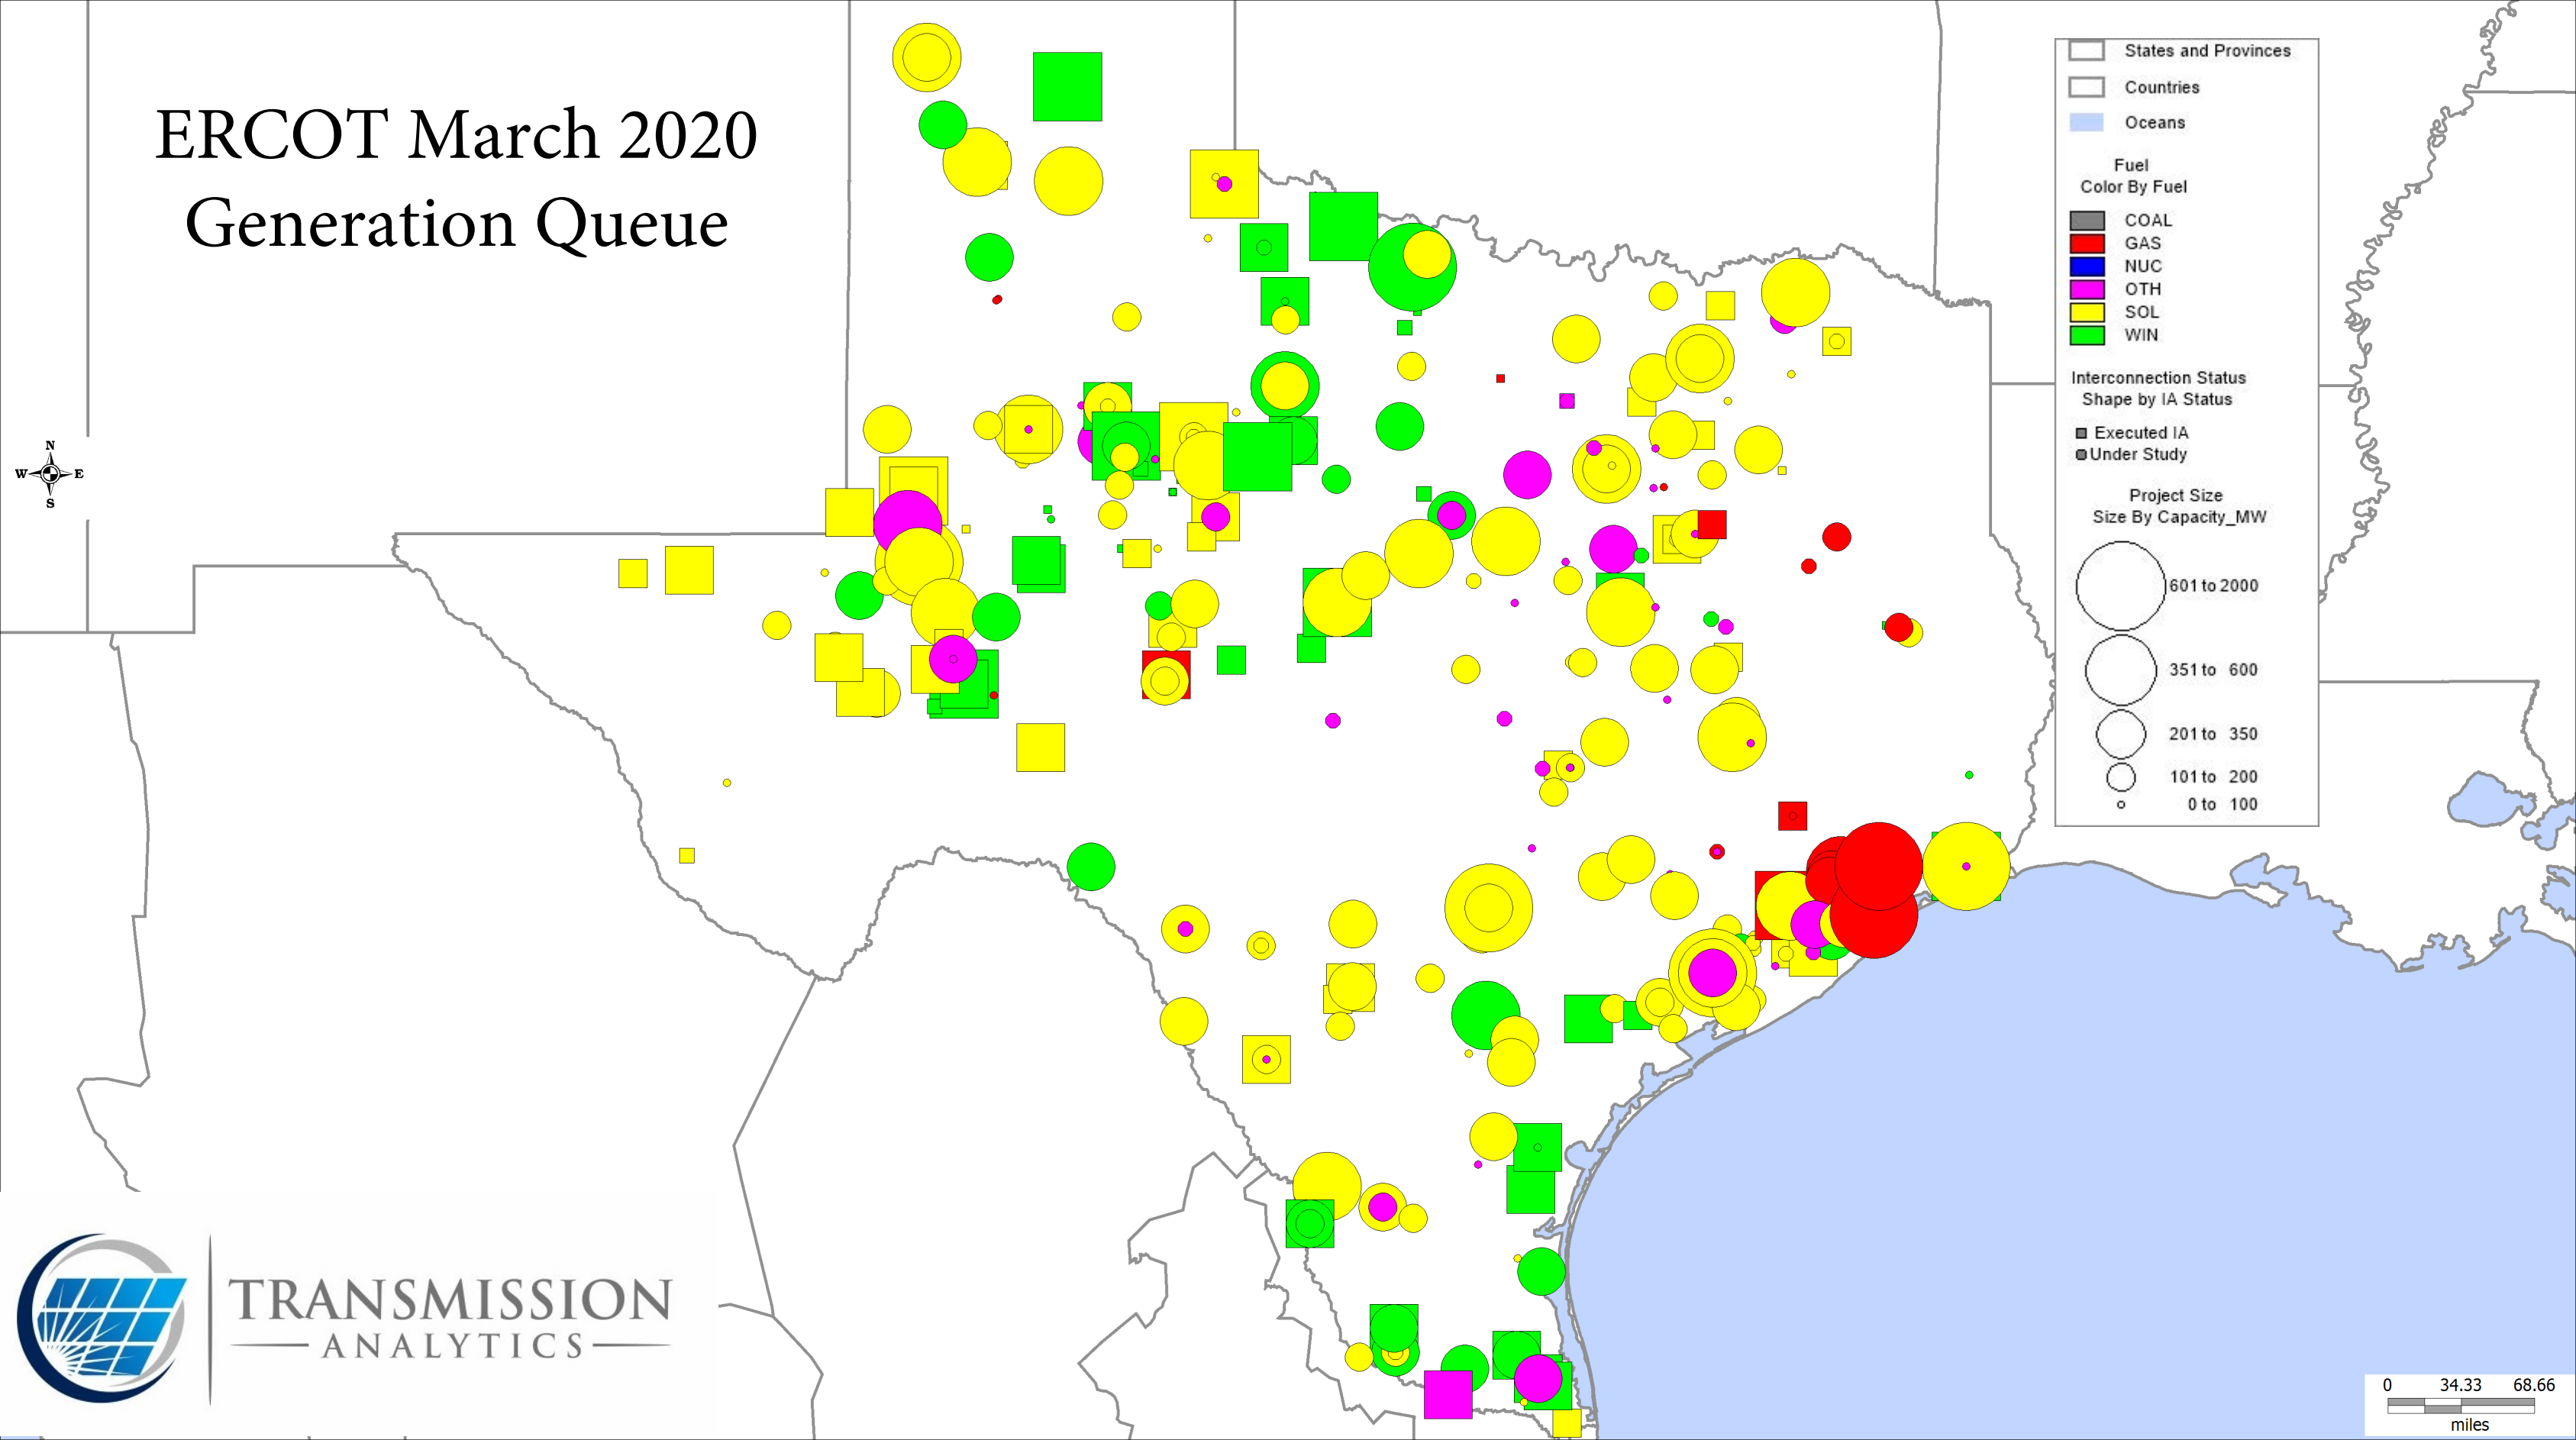 ERCOT March 2020
Generation Queue
States and Provinces
Countries
Oceans
Fuel
Color By Fuel
COAL
GAS
NUC
OTH
SOL
WIN
Interconnection Status
Shape by IA Status
Executed IA
Under Study
Project Size
Size By Capacity_MW
601 to 2000
351 to 600
201 to 350
101 to 200
0 to 100
N
W E
S
TRANSMISSION
ANALYTICS
0 34.33 68.66
miles